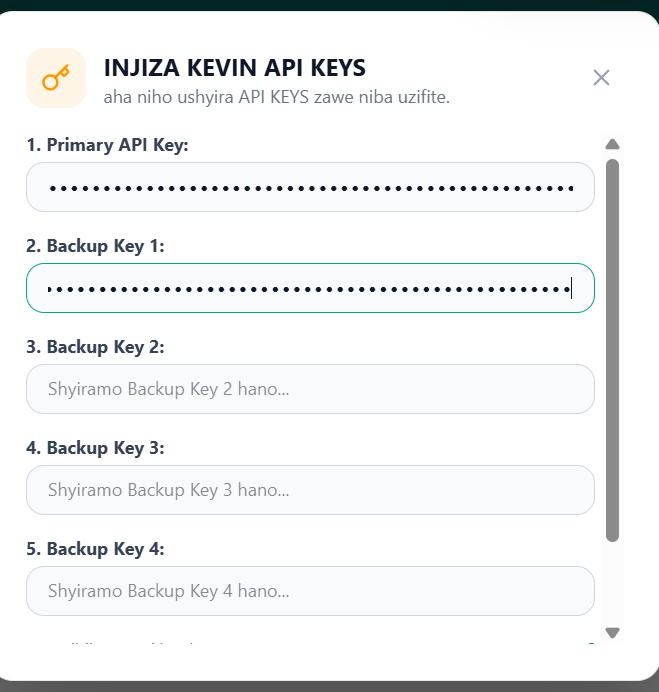 INJIZA KEVIN API KEYS
aha niho ushyira API KEYS zawe niba uzifite.
1. Primary API Key:
2. Backup Key 1:
3. Backup Key 2:
Shyiramo Backup Key 2 hano...
4. Backup Key 3:
Shyiramo Backup Key 3 hano...
5. Backup Key 4:
Shyiramo Backup Key 4 hano...